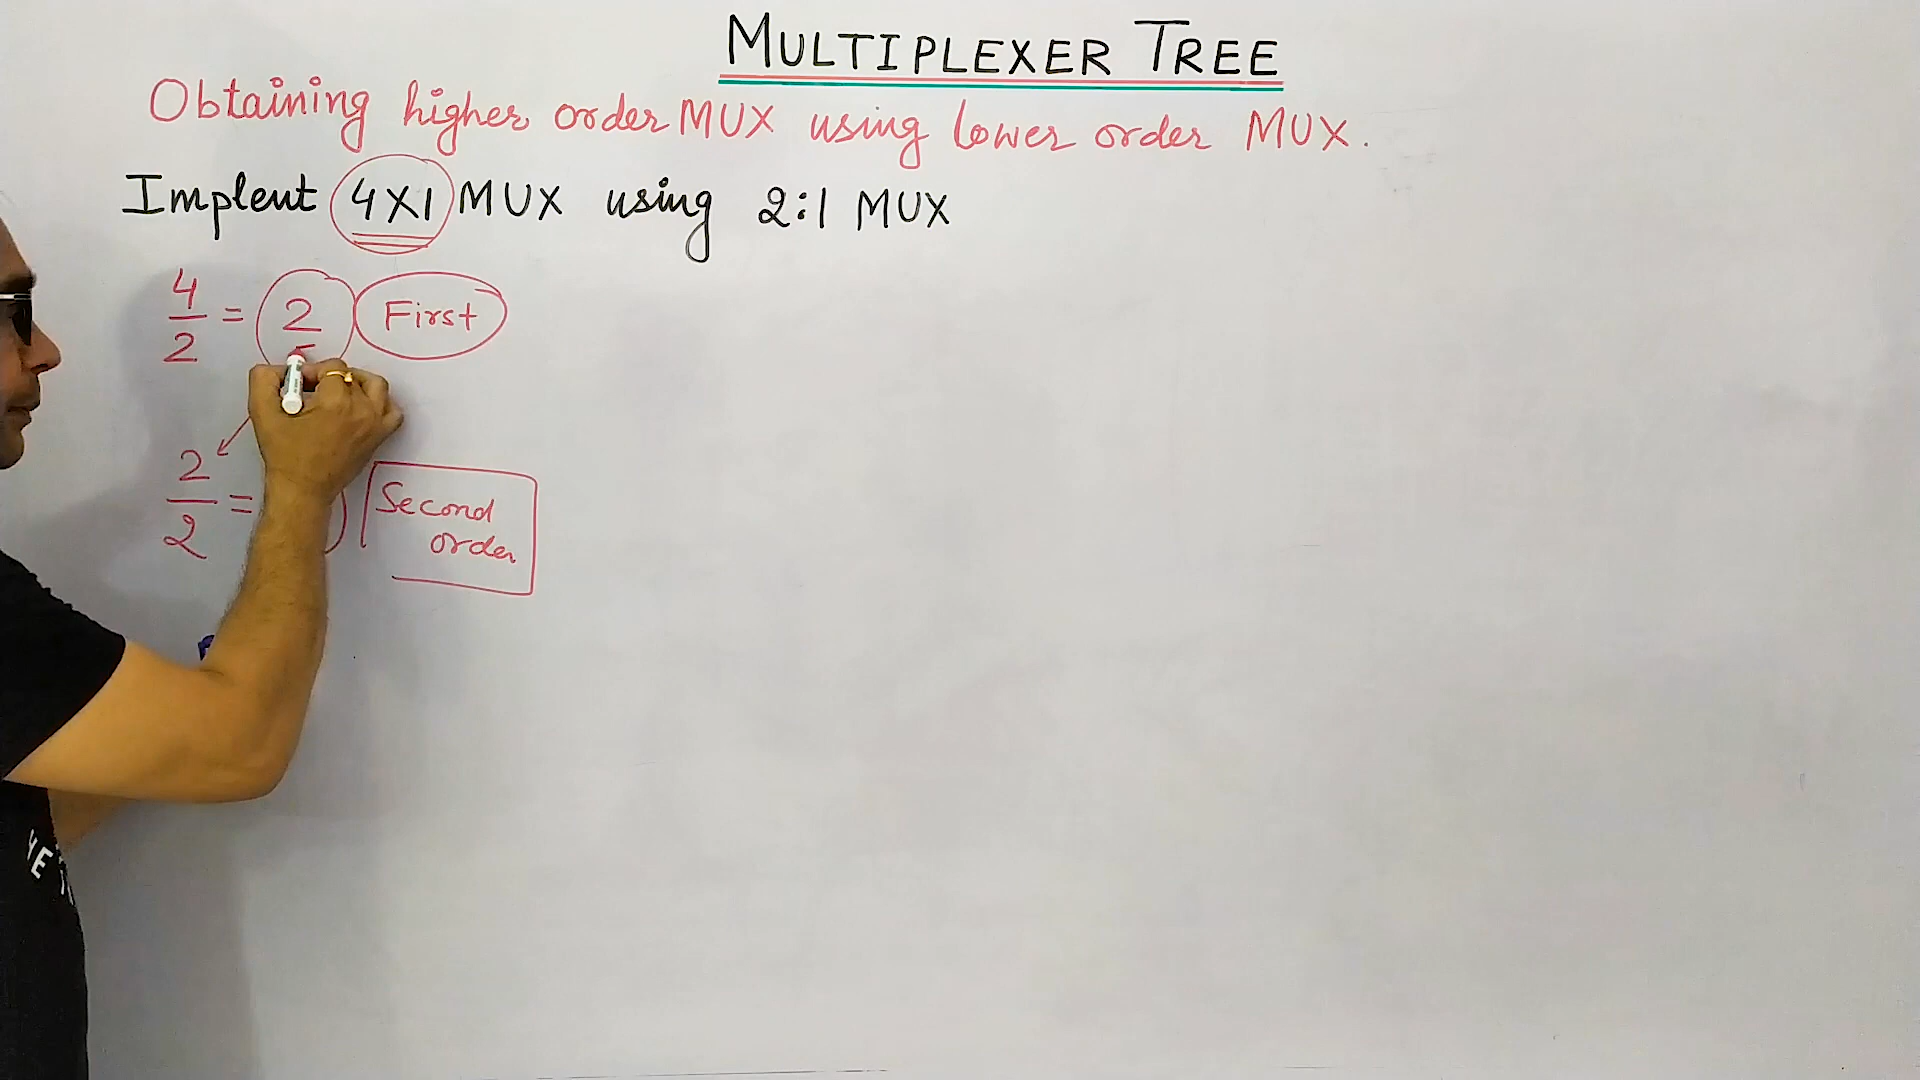 MULTIPLEXER TREE
Obtaining higher order MUX using lower order MUX.
Implent 4X1 MUX using 2:1 MUX
4/2 = 2 First
2/2 = Second
order